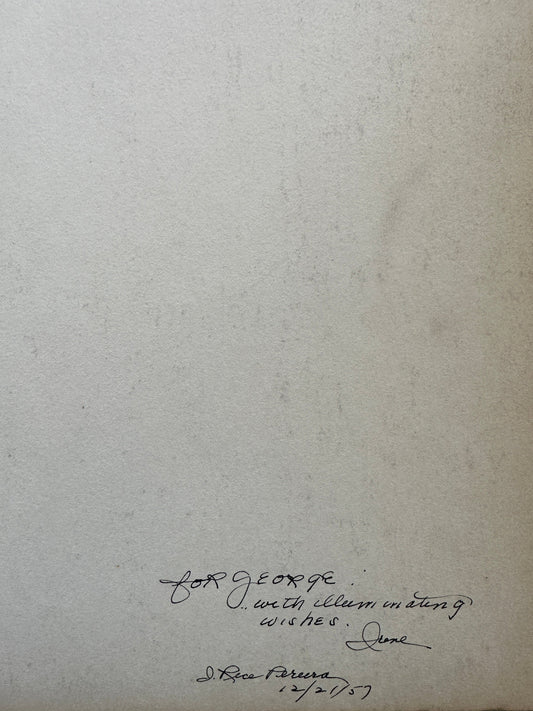 for GEORGE:
..with illuminating
wishes.
Irene
I. Rice Pereira
12/21/57